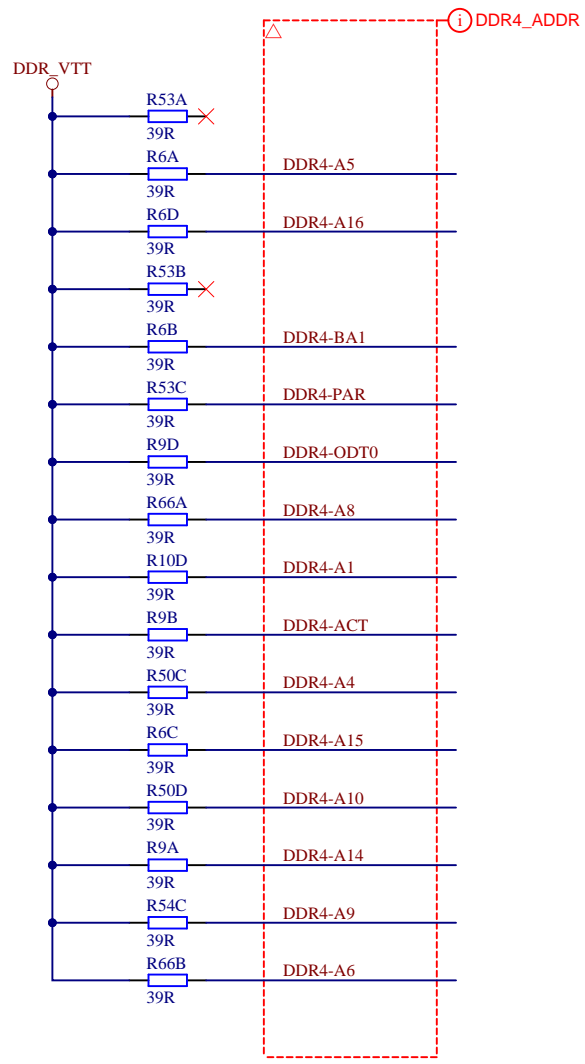 i DDR4_ADDR
DDR_VTT
R53A
39R
R6A
DDR4-A5
39R
R6D
DDR4-A16
39R
R53B
39R
R6B
DDR4-BA1
39R
R53C
DDR4-PAR
39R
R9D
DDR4-ODT0
39R
R66A
DDR4-A8
39R
R10D
DDR4-A1
39R
R9B
DDR4-ACT
39R
R50C
DDR4-A4
39R
R6C
DDR4-A15
39R
R50D
DDR4-A10
39R
R9A
DDR4-A14
39R
R54C
DDR4-A9
39R
R66B
DDR4-A6
39R